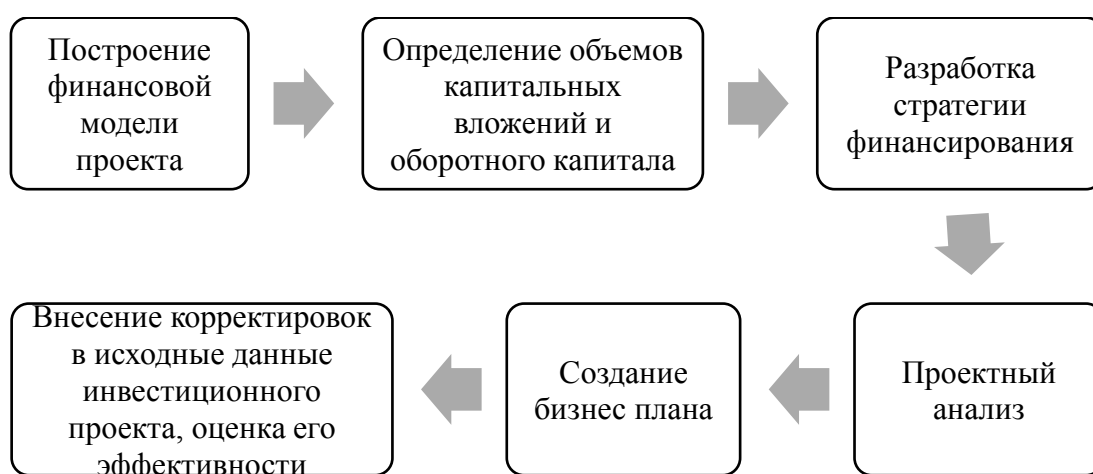 Построение
финансовой
модели
проекта
Определение объемов
капитальных
вложений и
оборотного капитала
Разработка
стратегии
финансирования
Проектный
анализ
Создание
бизнес плана
Внесение корректировок
в исходные данные
инвестиционного
проекта, оценка его
эффективности